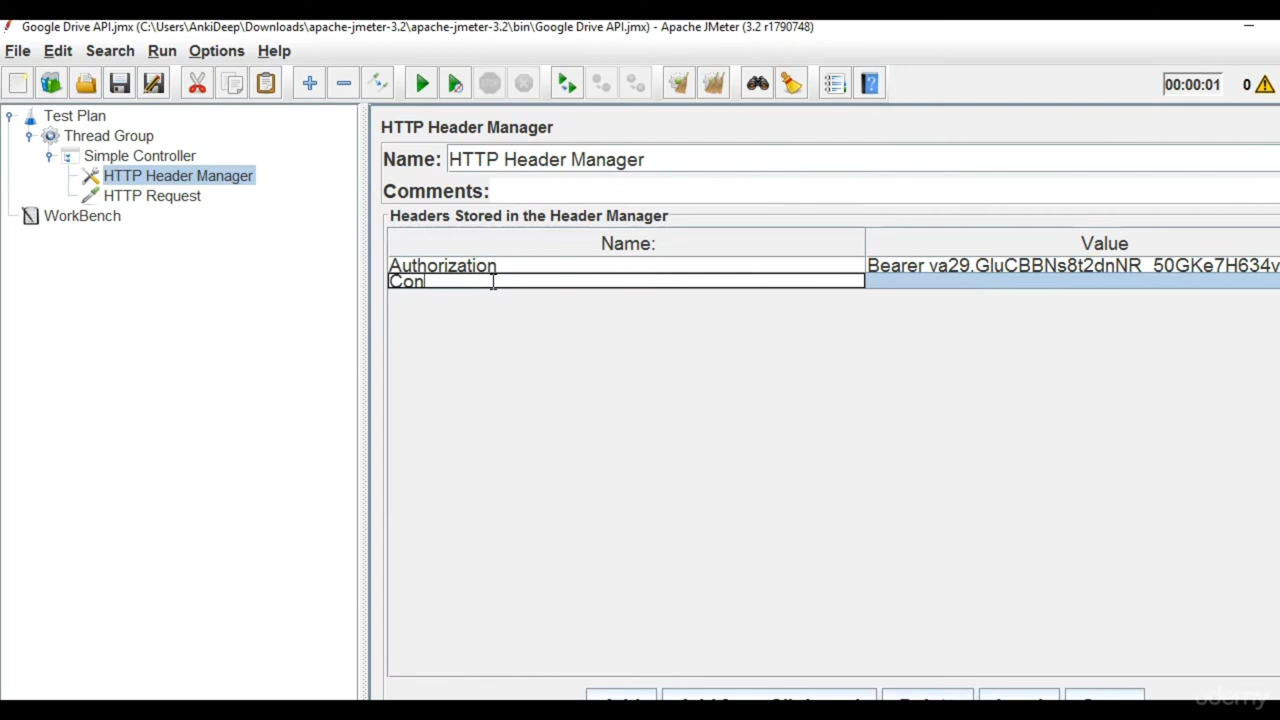 Google Drive API.jmx (C:\Users\AnkiDeep\Downloads\apache-jmeter-3.2\apache-jmeter-3.2\bin\Google Drive API.jmx) - Apache JMeter (3.2 r1790748)
File Edit Search Run Options Help
00:00:01 0
Test Plan
Thread Group
Simple Controller
HTTP Header Manager
HTTP Request
WorkBench
HTTP Header Manager
Name: HTTP Header Manager
Comments:
Headers Stored in the Header Manager
Name: Value
Authorization Bearer ya29.GluCBBNs8t2dnNR_50GKe7H634v
Con
udemy